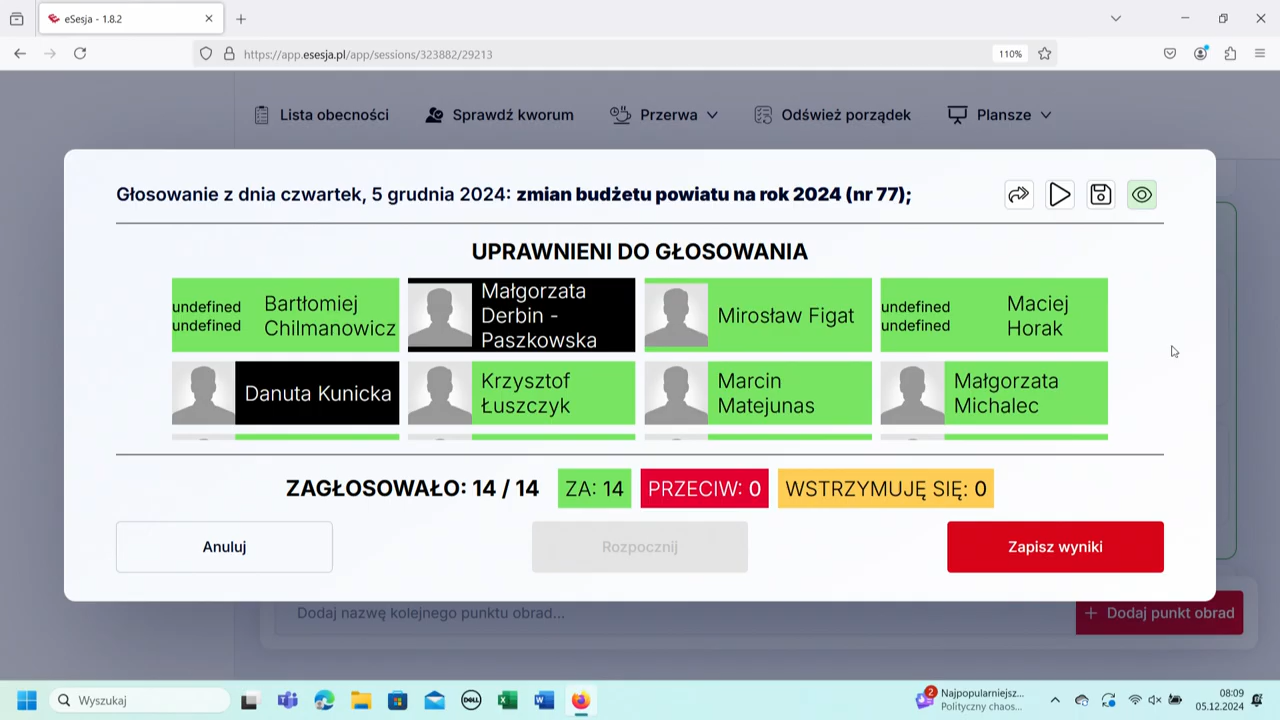 eSesja - 1.8.2
https://app.esesja.pl/app/sessions/323882/29213
110%
Lista obecności
Sprawdź kworum
Przerwa
Odśwież porządek
Plansze
Głosowanie z dnia czwartek, 5 grudnia 2024: zmian budżetu powiatu na rok 2024 (nr 77);
UPRAWNIENI DO GŁOSOWANIA
undefined
undefined
Bartłomiej
Chilmanowicz
Małgorzata
Derbin -
Paszkowska
Mirosław Figat
undefined
undefined
Maciej
Horak
Danuta Kunicka
Krzysztof
Łuszczyk
Marcin
Matejunas
Małgorzata
Michalec
ZAGŁOSOWAŁO: 14 / 14
ZA: 14
PRZECIW: 0
WSTRZYMUJĘ SIĘ: 0
Anuluj
Rozpocznij
Zapisz wyniki
Dodaj nazwę kolejnego punktu obrad...
+ Dodaj punkt obrad
Wyszukaj
DELL
2
Najpopularniejsz...
Polityczny chaos...
08:09
05.12.2024